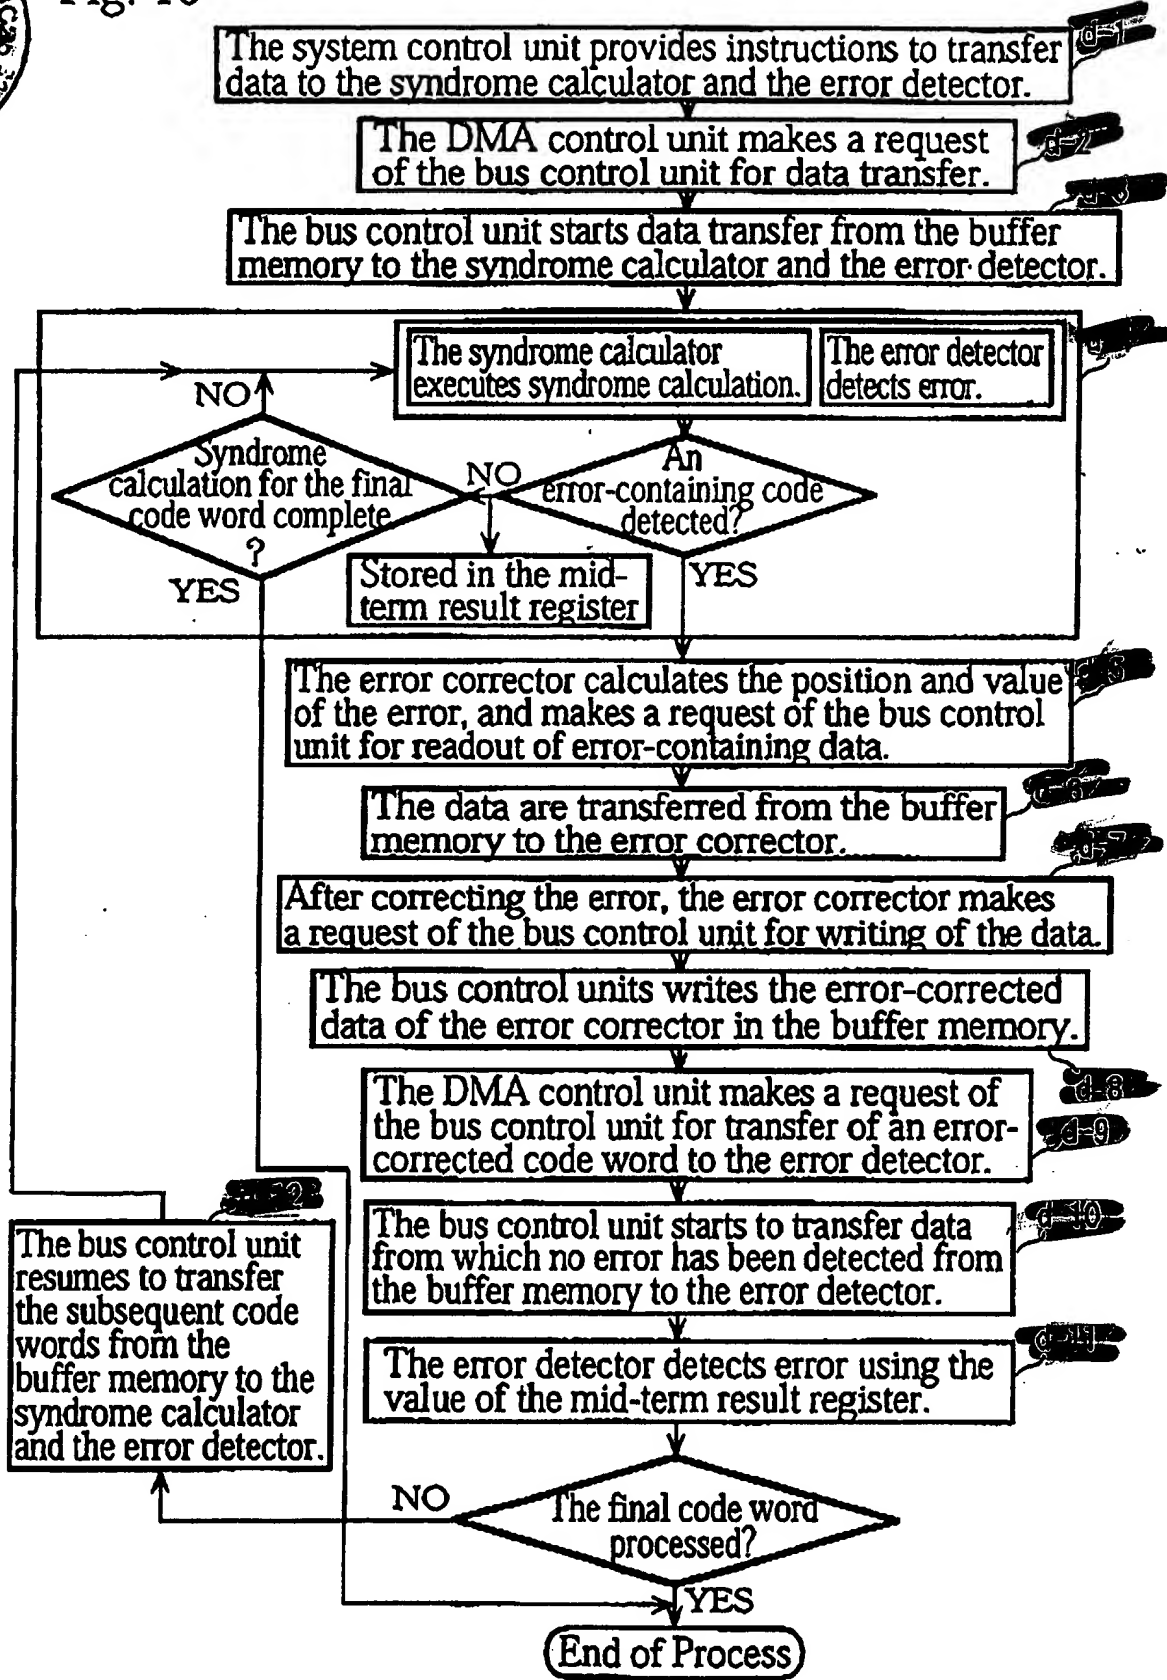 The system control unit provides instructions to transfer
data to the syndrome calculator and the error detector.
d-1
The DMA control unit makes a request
of the bus control unit for data transfer.
d-2
The bus control unit starts data transfer from the buffer
memory to the syndrome calculator and the error detector.
The syndrome calculator
executes syndrome calculation.
The error detector
detects error.
NO
Syndrome
calculation for the final
code word complete
?
NO
An
error-containing code
detected?
YES
Stored in the mid-
term result register
YES
The error corrector calculates the position and value
of the error, and makes a request of the bus control
unit for readout of error-containing data.
d-5
The data are transferred from the buffer
memory to the error corrector.
After correcting the error, the error corrector makes
a request of the bus control unit for writing of the data.
d-7
The bus control units writes the error-corrected
data of the error corrector in the buffer memory.
d-8
The DMA control unit makes a request of
the bus control unit for transfer of an error-
corrected code word to the error detector.
d-9
The bus control unit starts to transfer data
from which no error has been detected from
the buffer memory to the error detector.
d-10
The bus control unit
resumes to transfer
the subsequent code
words from the
buffer memory to the
syndrome calculator
and the error detector.
The error detector detects error using the
value of the mid-term result register.
d-11
NO
The final code word
processed?
YES
End of Process